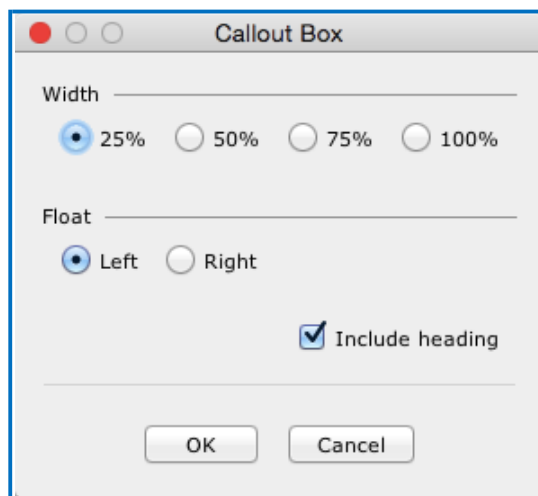 Callout Box
Width
25% 50% 75% 100%
Float
Left Right
Include heading
OK Cancel